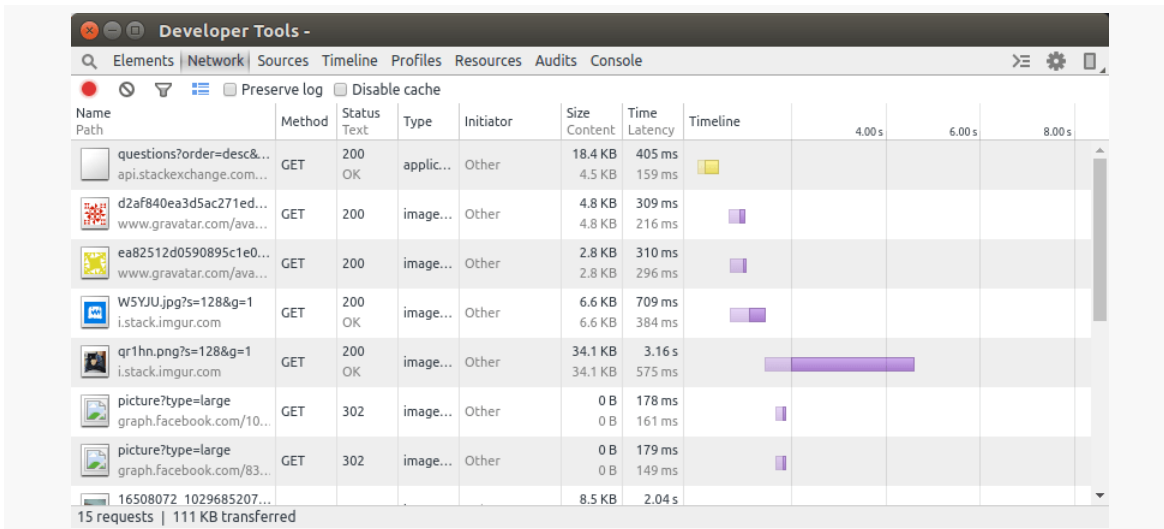 Developer Tools -
Elements Network Sources Timeline Profiles Resources Audits Console
Preserve log Disable cache
Name Path Method Status Text Type Initiator Size Content Time Latency Timeline 4.00 s 6.00 s 8.00 s
questions?order=desc&... GET 200 applic... Other 18.4 KB 405 ms
api.stackexchange.com... OK 4.5 KB 159 ms
d2af840ea3d5ac271ed... GET 200 image... Other 4.8 KB 309 ms
www.gravatar.com/ava... 4.8 KB 216 ms
ea82512d0590895c1e0... GET 200 image... Other 2.8 KB 310 ms
www.gravatar.com/ava... 2.8 KB 296 ms
W5YJU.jpg?s=128&g=1 GET 200 image... Other 6.6 KB 709 ms
i.stack.imgur.com OK 6.6 KB 384 ms
qr1hn.png?s=128&g=1 GET 200 image... Other 34.1 KB 3.16 s
i.stack.imgur.com OK 34.1 KB 575 ms
picture?type=large GET 302 image... Other 0 B 178 ms
graph.facebook.com/10... 0 B 161 ms
picture?type=large GET 302 image... Other 0 B 179 ms
graph.facebook.com/83... 0 B 149 ms
16508072_1029685207... 8.5 KB 2.04 s
15 requests | 111 KB transferred